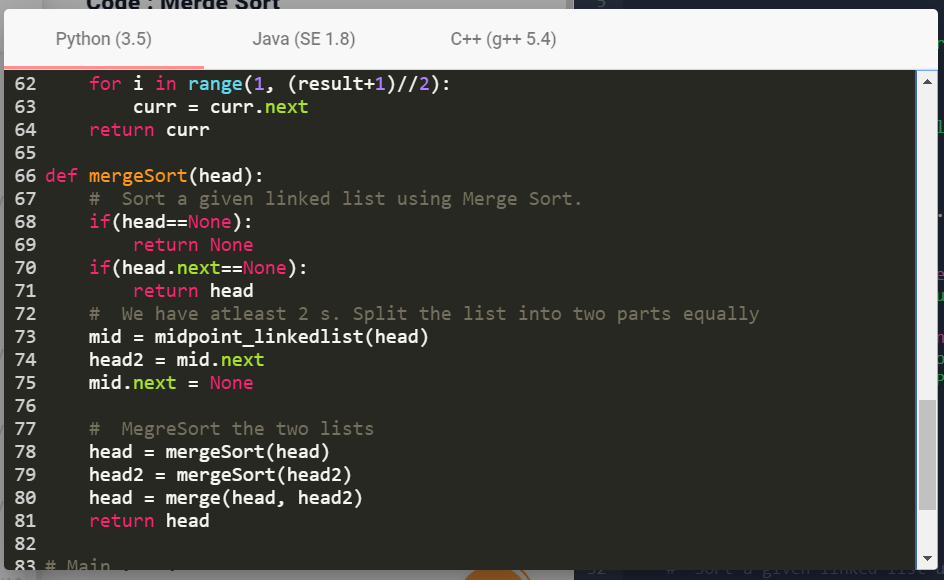 Code : Merge Sort
Python (3.5) Java (SE 1.8) C++ (g++ 5.4)
62 for i in range(1, (result+1)//2):
63 curr = curr.next
64 return curr
65
66 def mergeSort(head):
67 #  Sort a given linked list using Merge Sort.
68 if(head==None):
69 return None
70 if(head.next==None):
71 return head
72 #  We have atleast 2 s. Split the list into two parts equally
73 mid = midpoint_linkedlist(head)
74 head2 = mid.next
75 mid.next = None
76
77 #  MegreSort the two lists
78 head = mergeSort(head)
79 head2 = mergeSort(head2)
80 head = merge(head, head2)
81 return head
82
83 # Main